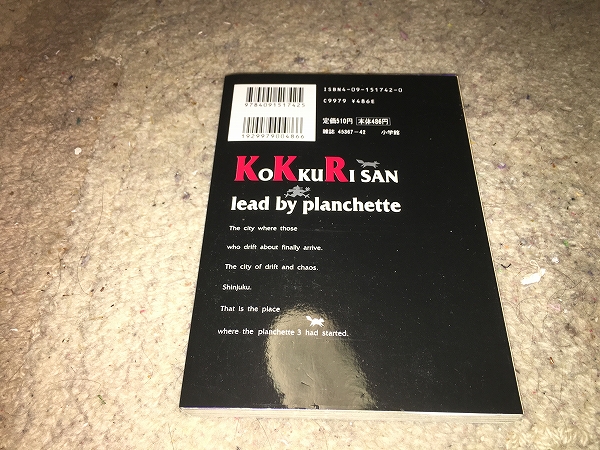 ISBN4-09-151742-0
9784091517425
C9979 ¥486E
定価510円 本体486円
1929979004866
雑誌 45367-42 小学館
KoKkuRi SAN
lead by planchette
The city where those
who drift about finally arrive.
The city of drift and chaos.
Shinjuku.
That is the place
where the planchette 3 had started.